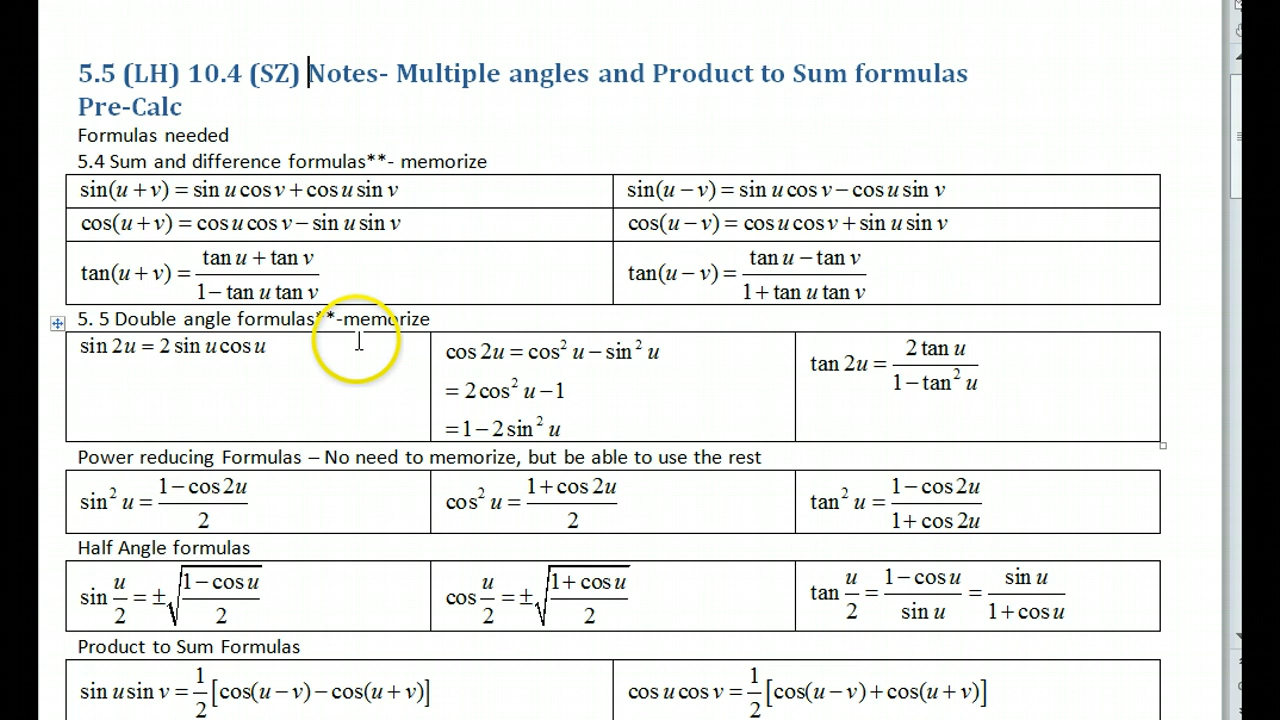 5.5 (LH) 10.4 (SZ) Notes- Multiple angles and Product to Sum formulas
Pre-Calc
Formulas needed
5.4 Sum and difference formulas**- memorize
sin(u + v) = sin u cos v + cos u sin v
sin(u − v) = sin u cos v − cos u sin v
cos(u + v) = cos u cos v − sin u sin v
cos(u − v) = cos u cos v + sin u sin v
tan(u + v) = (tan u + tan v)/(1 − tan u tan v)
tan(u − v) = (tan u − tan v)/(1 + tan u tan v)
5. 5 Double angle formulas**-memorize
sin 2u = 2 sin u cos u
cos 2u = cos² u − sin² u
= 2 cos² u − 1
= 1 − 2 sin² u
tan 2u = (2 tan u)/(1 − tan² u)
Power reducing Formulas – No need to memorize, but be able to use the rest
sin² u = (1 − cos 2u)/2
cos² u = (1 + cos 2u)/2
tan² u = (1 − cos 2u)/(1 + cos 2u)
Half Angle formulas
sin u/2 = ±√((1 − cos u)/2)
cos u/2 = ±√((1 + cos u)/2)
tan u/2 = (1 − cos u)/(sin u) = (sin u)/(1 + cos u)
Product to Sum Formulas
sin u sin v = 1/2 [cos(u − v) − cos(u + v)]
cos u cos v = 1/2 [cos(u − v) + cos(u + v)]